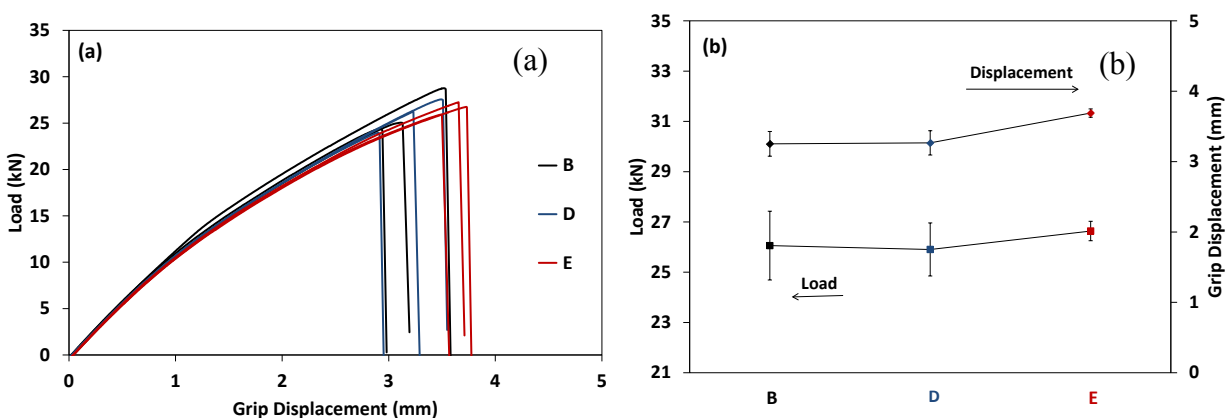 (a)
(a)
35
30
25
20
15
10
5
0
Load (kN)
0 1 2 3 4 5
Grip Displacement (mm)
B
D
E
(b)
(b)
35
33
31
29
27
25
23
21
Load (kN)
Displacement
Load
5
4
3
2
1
0
Grip Displacement (mm)
B D E